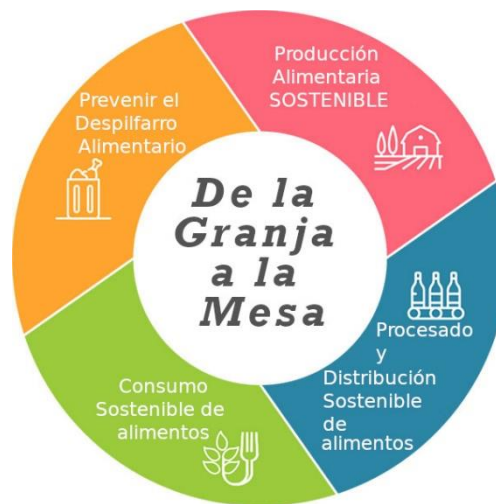 Producción
Alimentaria
SOSTENIBLE
Prevenir el
Despilfarro
Alimentario
De la
Granja
a la
Mesa
Procesado
y
Distribución
Sostenible
de
alimentos
Consumo
Sostenible de
alimentos